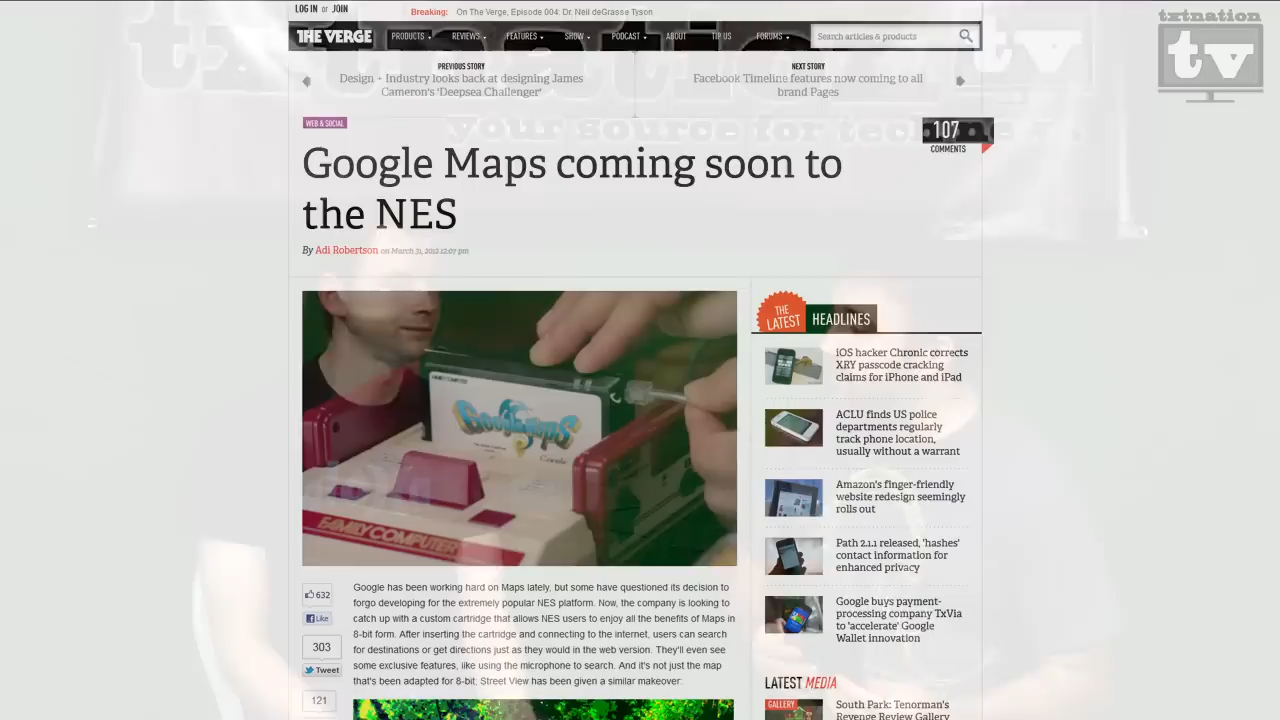 LOG IN or JOIN
Breaking: On The Verge, Episode 004: Dr. Neil deGrasse Tyson
txtnation
tv
THE VERGE
PRODUCTS
REVIEWS
FEATURES
SHOW
PODCAST
ABOUT
TIP US
FORUMS
Search articles & products
PREVIOUS STORY
Design + Industry looks back at designing James
Cameron's 'Deepsea Challenger'
NEXT STORY
Facebook Timeline features now coming to all
brand Pages
WEB & SOCIAL
your source for tech
107
COMMENTS
Google Maps coming soon to
the NES
By Adi Robertson on March 31, 2012 12:07 pm
FAMILY COMPUTER
Google Maps
Google
FAMILY COMPUTER
THE
LATEST
HEADLINES
iOS hacker Chronic corrects
XRY passcode cracking
claims for iPhone and iPad
ACLU finds US police
departments regularly
track phone location,
usually without a warrant
Amazon's finger-friendly
website redesign seemingly
rolls out
Path 2.1.1 released, 'hashes'
contact information for
enhanced privacy
Google buys payment-
processing company TxVia
to 'accelerate' Google
Wallet innovation
632
Like
303
Tweet
121
Google has been working hard on Maps lately, but some have questioned its decision to
forgo developing for the extremely popular NES platform. Now, the company is looking to
catch up with a custom cartridge that allows NES users to enjoy all the benefits of Maps in
8-bit form. After inserting the cartridge and connecting to the internet, users can search
for destinations or get directions just as they would in the web version. They'll even see
some exclusive features, like using the microphone to search. And it's not just the map
that's been adapted for 8-bit; Street View has been given a similar makeover:
LATEST MEDIA
GALLERY
South Park: Tenorman's
Revenge Review Gallery